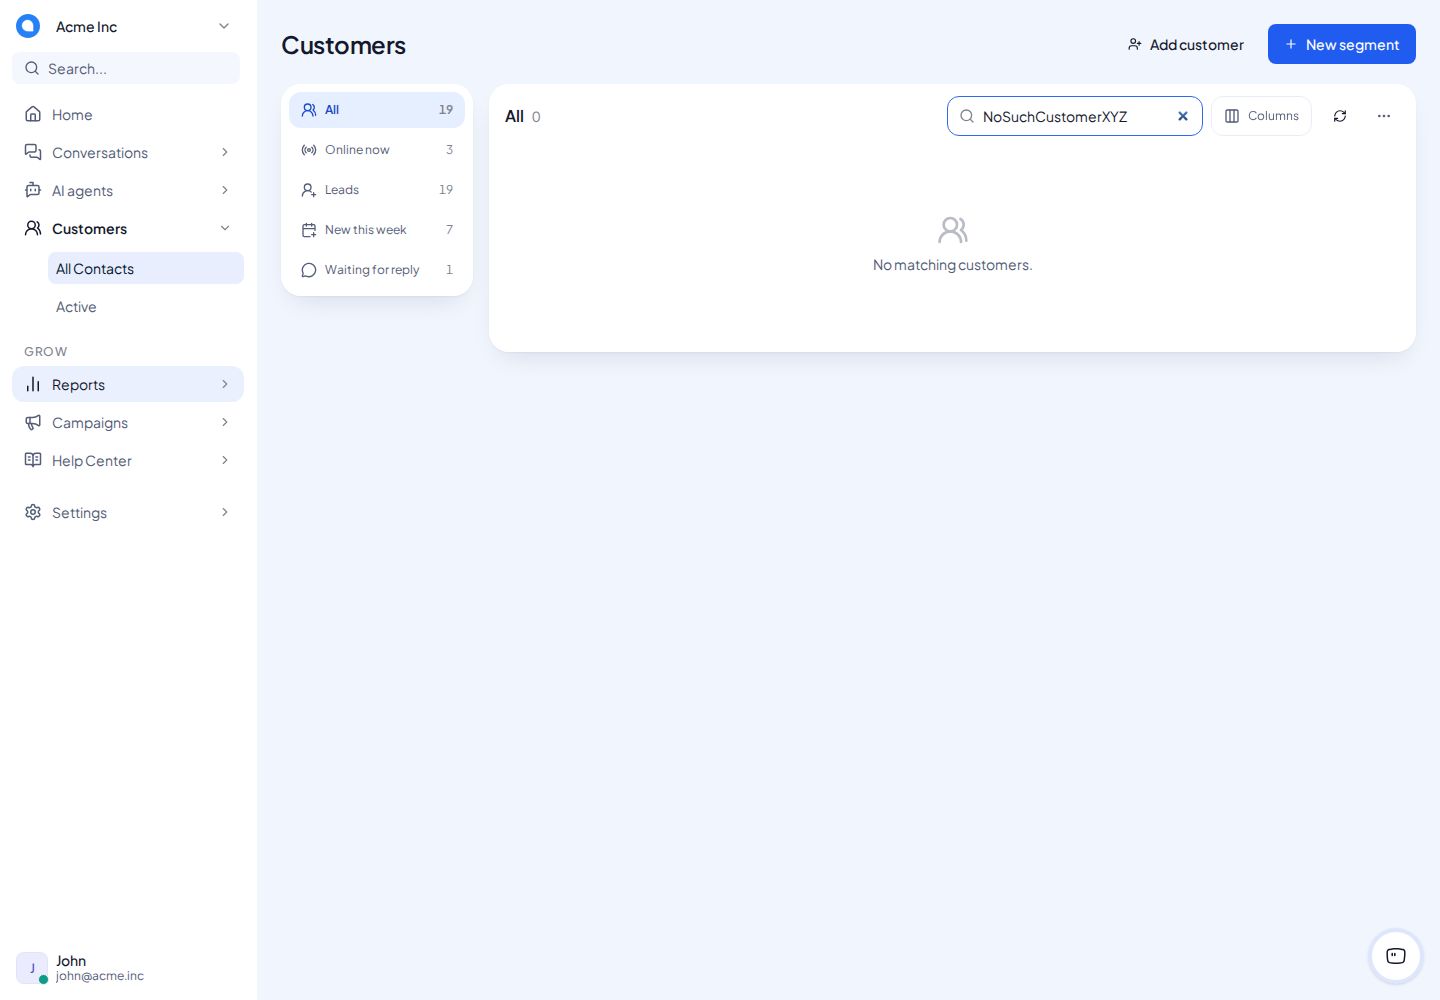 Acme Inc
Search...
Home
Conversations
AI agents
Customers
All Contacts
Active
GROW
Reports
Campaigns
Help Center
Settings
J
John
john@acme.inc
Customers
Add customer
New segment
All 19
Online now 3
Leads 19
New this week 7
Waiting for reply 1
All 0
NoSuchCustomerXYZ
Columns
No matching customers.